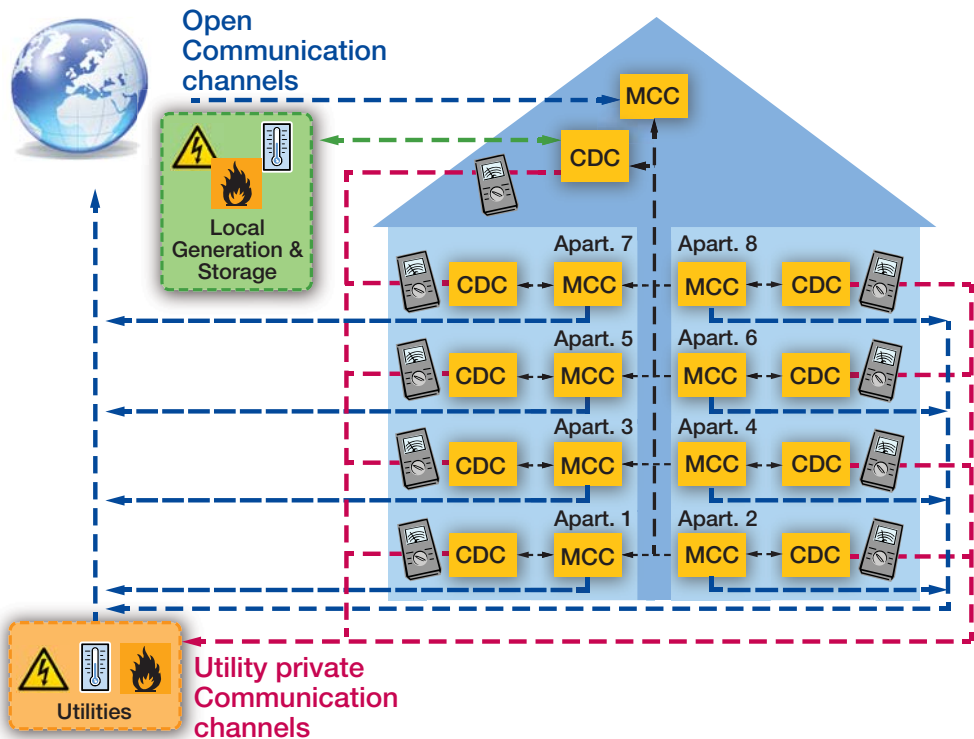 Open
Communication
channels
MCC
CDC
Local
Generation &
Storage
Apart. 7
Apart. 8
CDC
MCC
MCC
CDC
Apart. 5
Apart. 6
CDC
MCC
MCC
CDC
Apart. 3
Apart. 4
CDC
MCC
MCC
CDC
Apart. 1
Apart. 2
CDC
MCC
MCC
CDC
Utilities
Utility private
Communication
channels